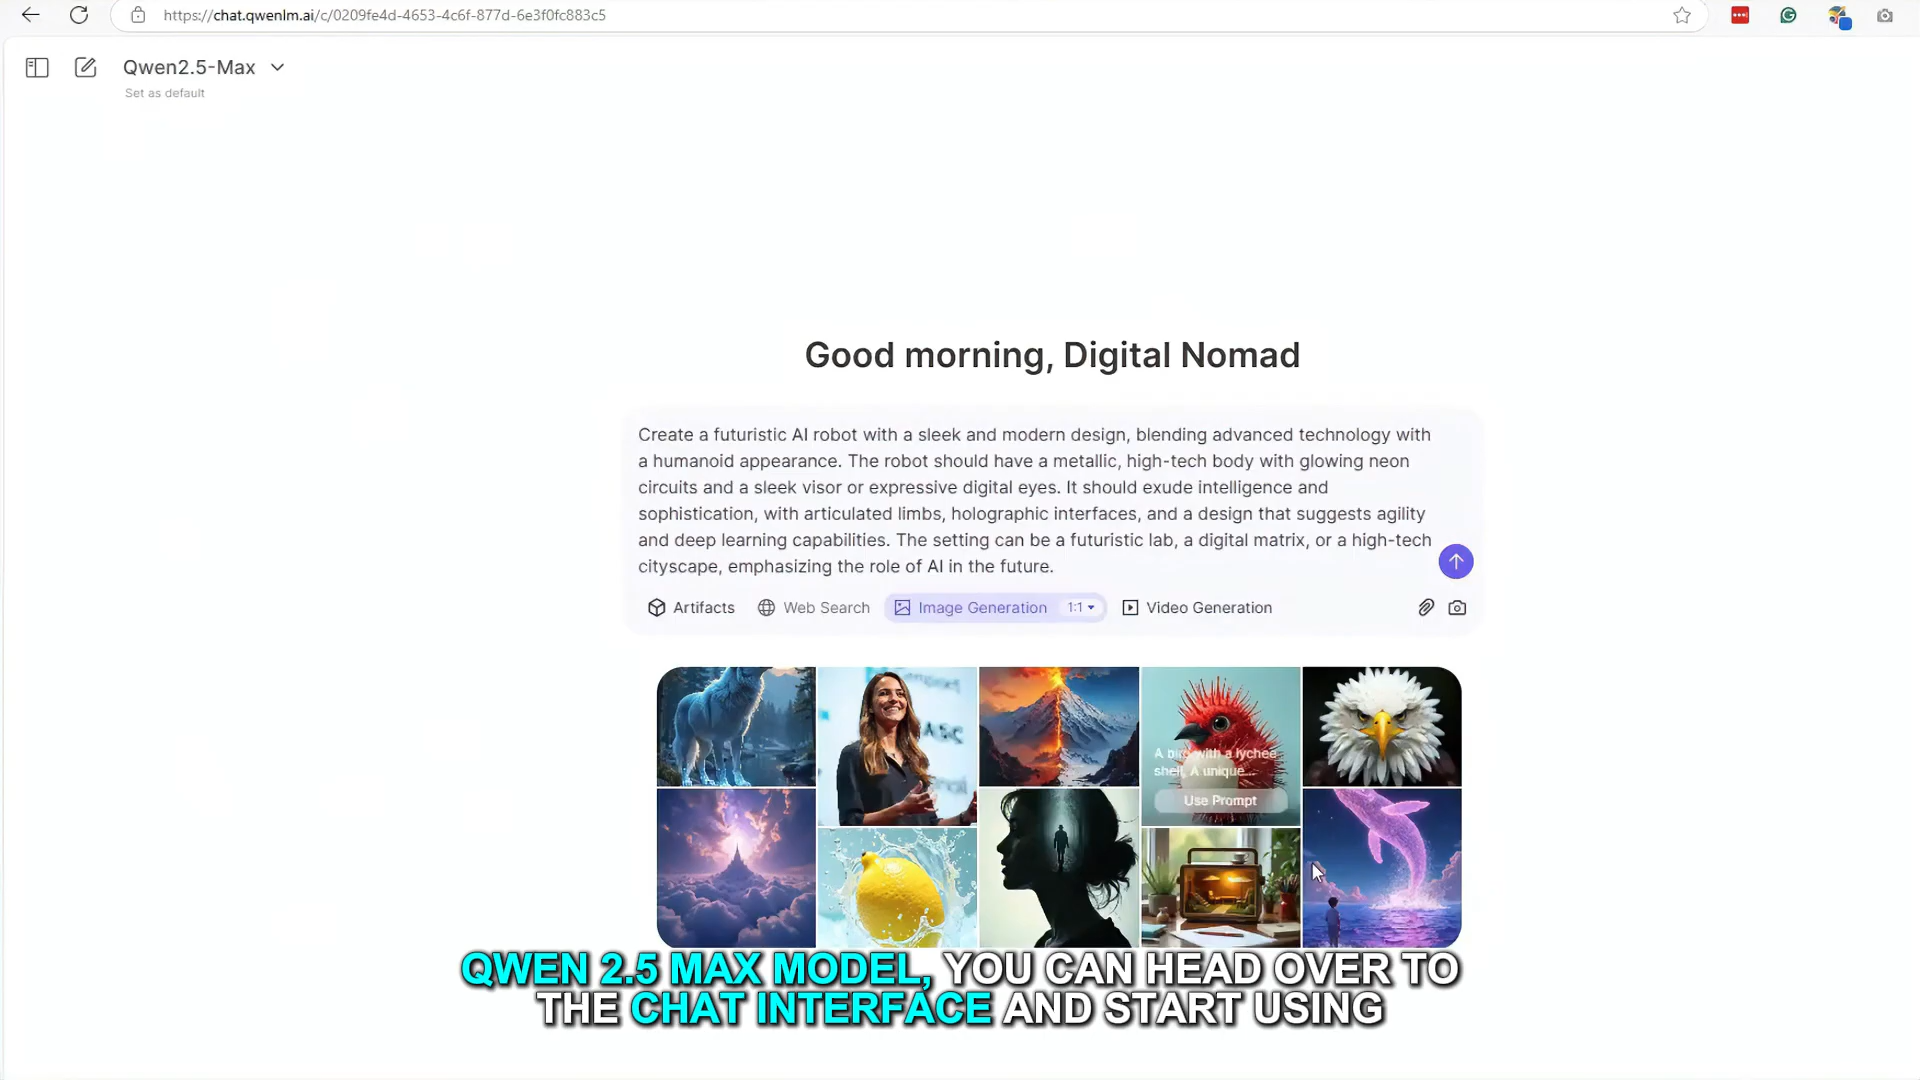 https://chat.qwenlm.ai/c/0209fe4d-4653-4c6f-877d-6e3f0fc883c5
Qwen2.5-Max
Set as default
Good morning, Digital Nomad
Create a futuristic AI robot with a sleek and modern design, blending advanced technology with
a humanoid appearance. The robot should have a metallic, high-tech body with glowing neon
circuits and a sleek visor or expressive digital eyes. It should exude intelligence and
sophistication, with articulated limbs, holographic interfaces, and a design that suggests agility
and deep learning capabilities. The setting can be a futuristic lab, a digital matrix, or a high-tech
cityscape, emphasizing the role of AI in the future.
Artifacts Web Search Image Generation 1:1 Video Generation
ASC
A bird with a lychee
shell, A unique...
Use Prompt
QWEN 2.5 MAX MODEL, YOU CAN HEAD OVER TO
THE CHAT INTERFACE AND START USING